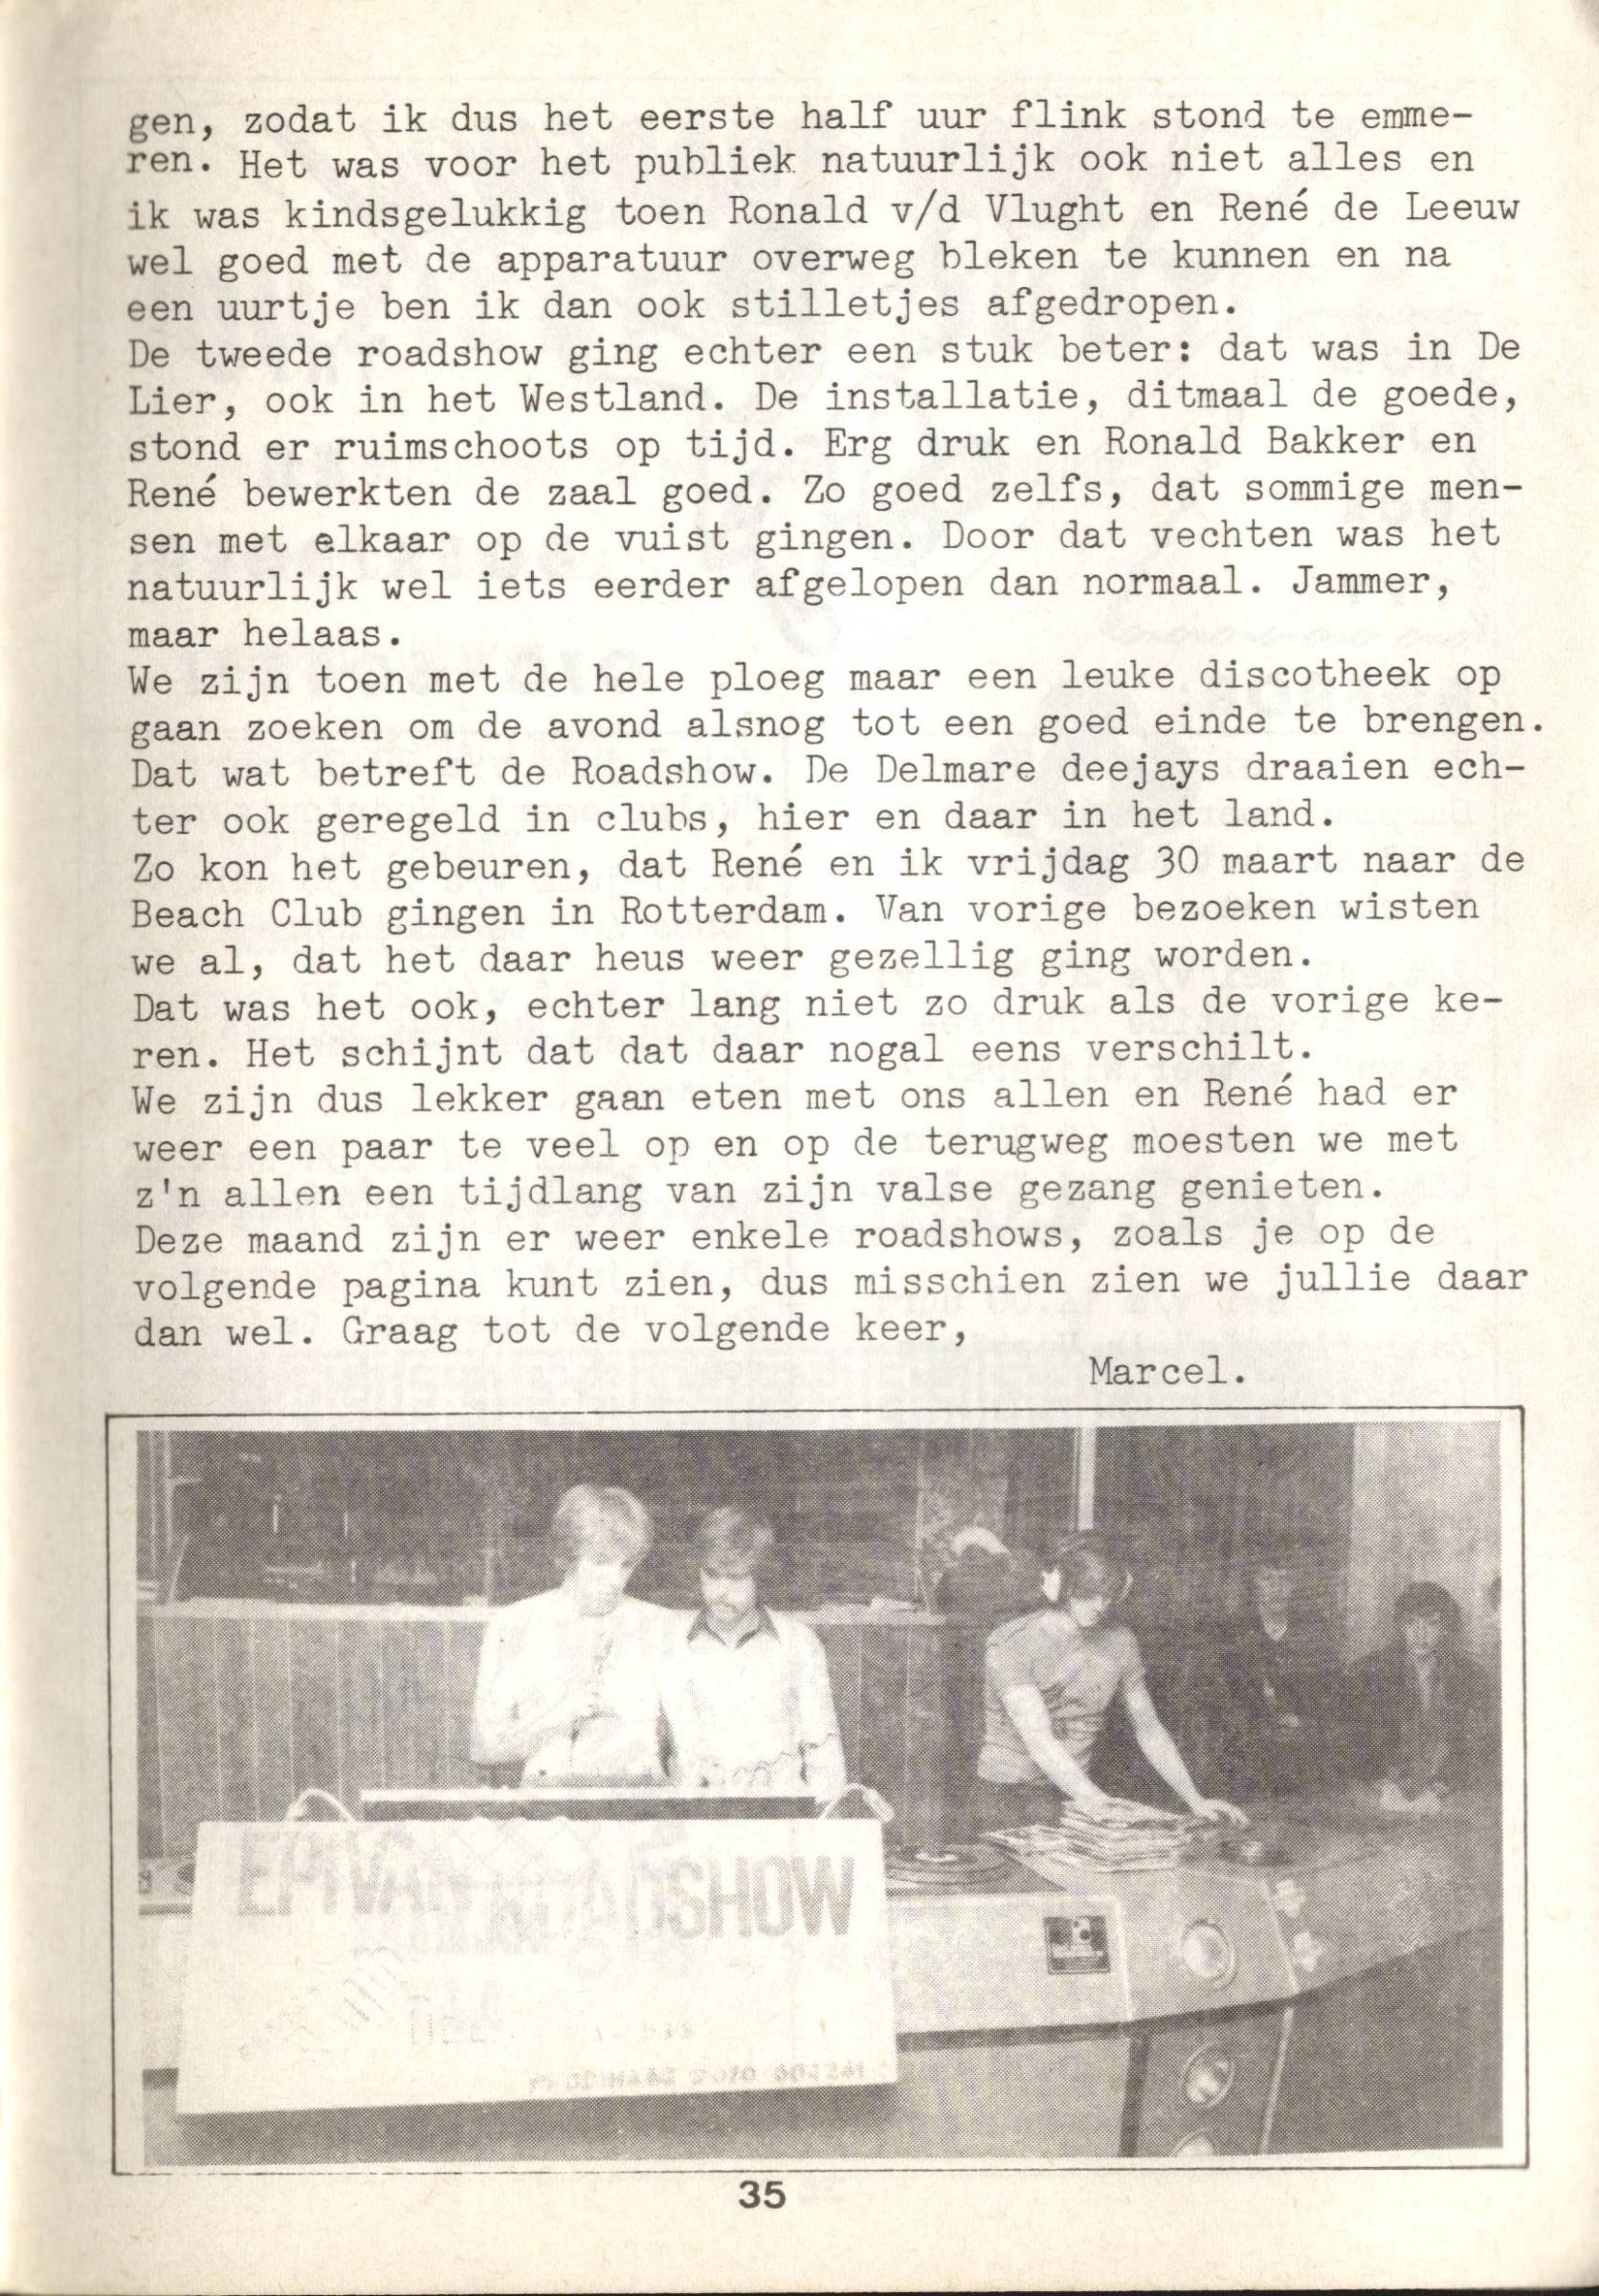 gen, zodat ik dus het eerste half uur flink stond te emme-
ren. Het was voor het publiek natuurlijk ook niet alles en
ik was kindsgelukkig toen Ronald v/d Vlught en René de Leeuw
wel goed met de apparatuur overweg bleken te kunnen en na
een uurtje ben ik dan ook stilletjes afgedropen.
De tweede roadshow ging echter een stuk beter: dat was in De
Lier, ook in het Westland. De installatie, ditmaal de goede,
stond er ruimschoots op tijd. Erg druk en Ronald Bakker en
René bewerkten de zaal goed. Zo goed zelfs, dat sommige men-
sen met elkaar op de vuist gingen. Door dat vechten was het
natuurlijk wel iets eerder afgelopen dan normaal. Jammer,
maar helaas.
We zijn toen met de hele ploeg maar een leuke discotheek op
gaan zoeken om de avond alsnog tot een goed einde te brengen.
Dat wat betreft de Roadshow. De Delmare deejays draaien ech-
ter ook geregeld in clubs, hier en daar in het land.
Zo kon het gebeuren, dat René en ik vrijdag 30 maart naar de
Beach Club gingen in Rotterdam. Van vorige bezoeken wisten
we al, dat het daar heus weer gezellig ging worden.
Dat was het ook, echter lang niet zo druk als de vorige ke-
ren. Het schijnt dat dat daar nogal eens verschilt.
We zijn dus lekker gaan eten met ons allen en René had er
weer een paar te veel op en op de terugweg moesten we met
z'n allen een tijdlang van zijn valse gezang genieten.
Deze maand zijn er weer enkele roadshows, zoals je op de
volgende pagina kunt zien, dus misschien zien we jullie daar
dan wel. Graag tot de volgende keer,
Marcel.
ROADSHOW
35